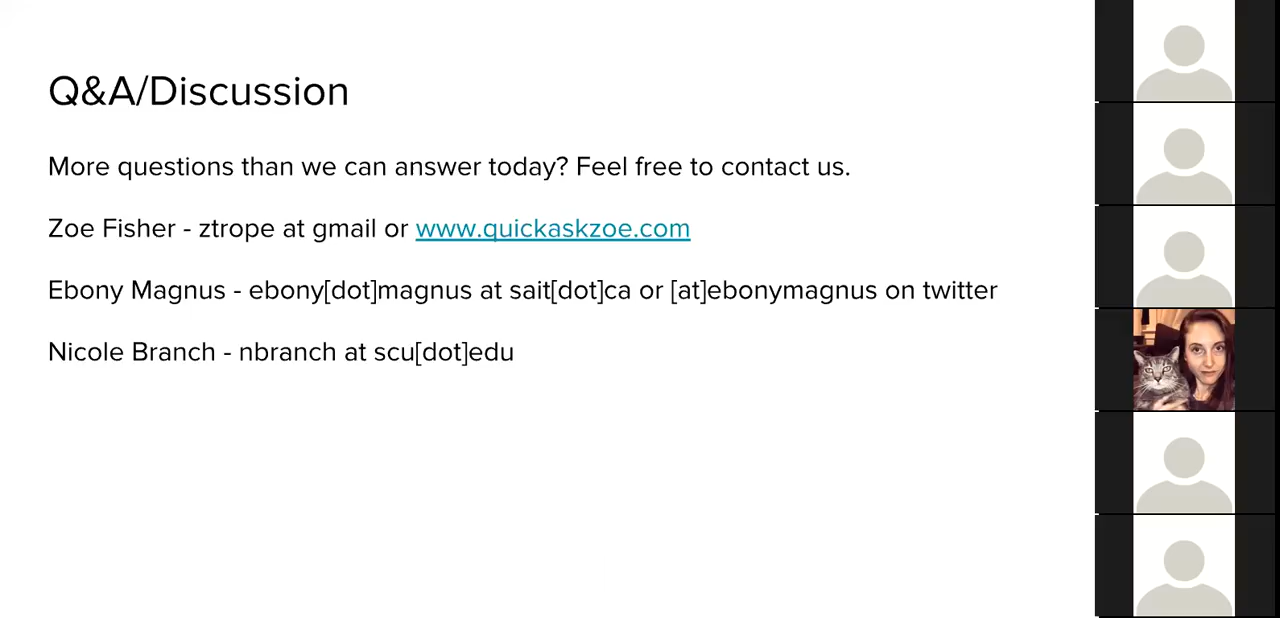 Q&A/Discussion
More questions than we can answer today? Feel free to contact us.
Zoe Fisher - ztrope at gmail or www.quickaskzoe.com
Ebony Magnus - ebony[dot]magnus at sait[dot]ca or [at]ebonymagnus on twitter
Nicole Branch - nbranch at scu[dot]edu